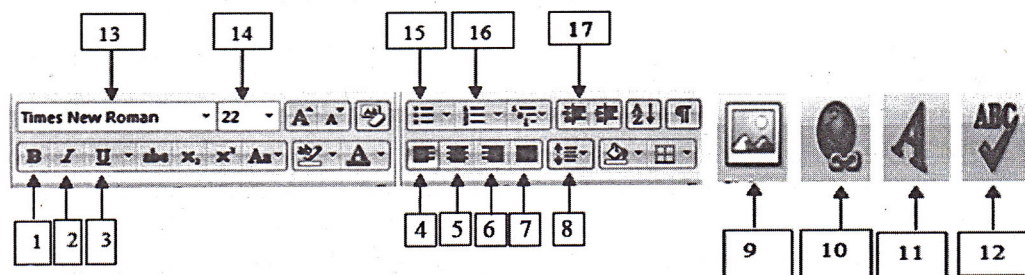 13 14 15 16 17
Times New Roman 22 A A
B I U abc x₂ x² Aa ab A A ABC
1 2 3 4 5 6 7 8 9 10 11 12